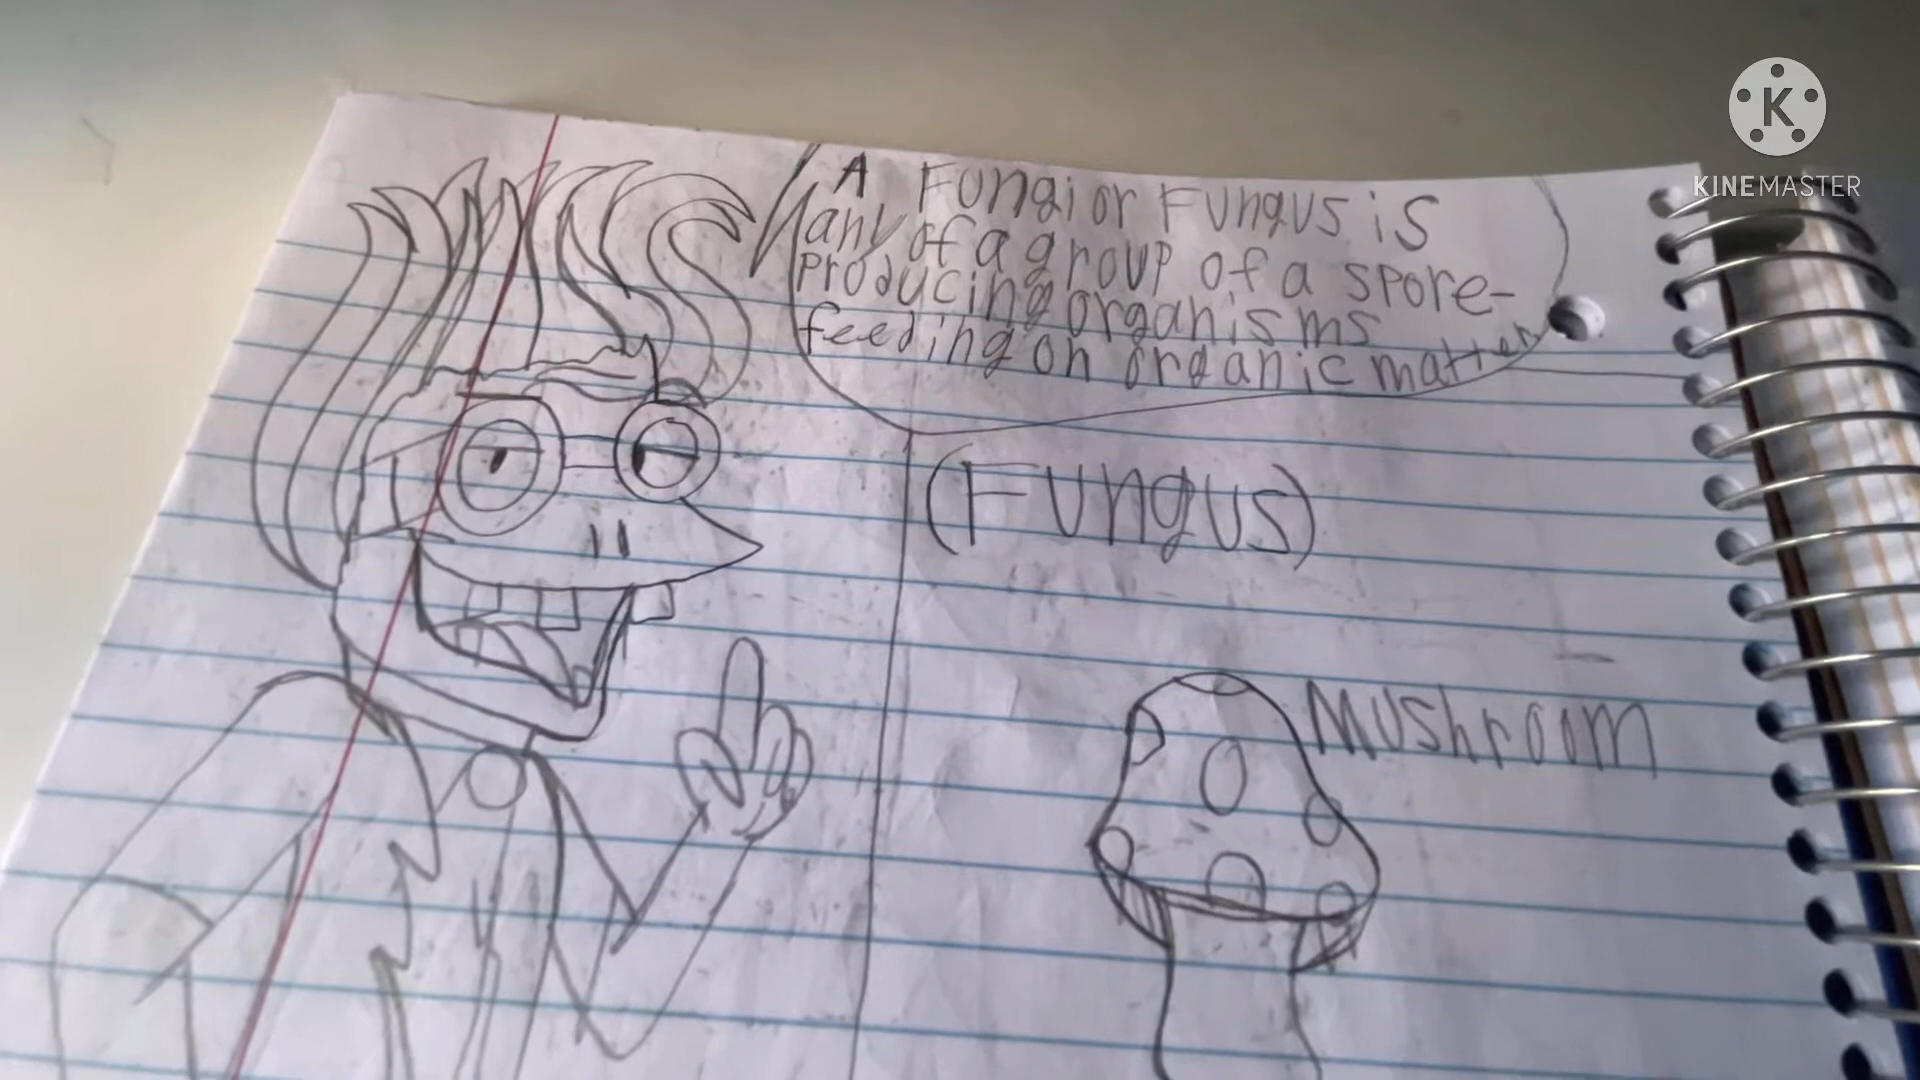 A Fungi or Fungus is
any of a group of a spore-
producing organisms
feeding on organic matter
(Fungus)
Mushroom
K
KINEMASTER